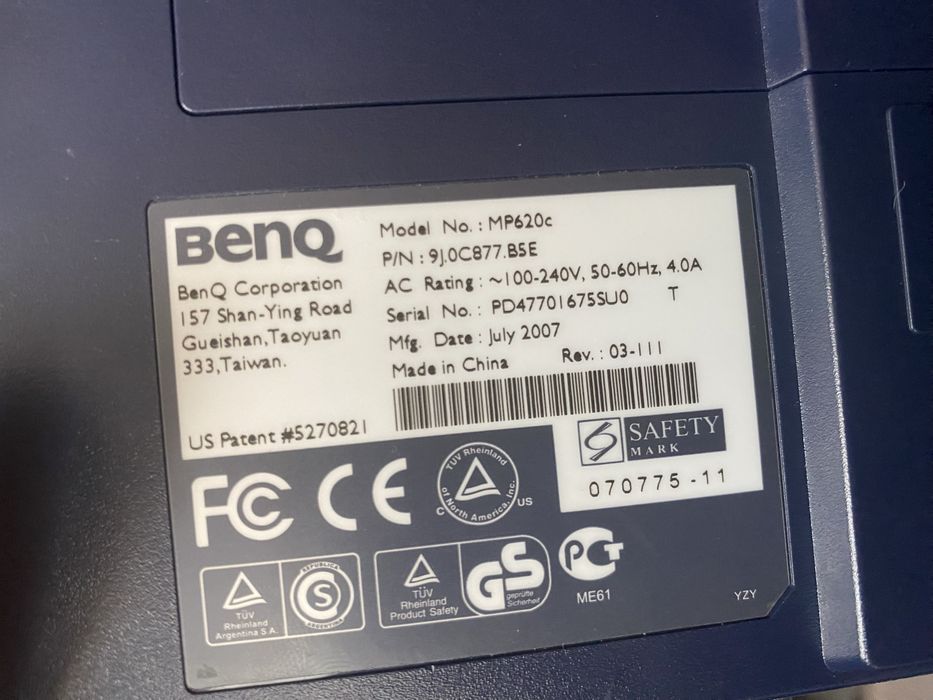 BenQ
BenQ Corporation
157 Shan-Ying Road
Gueishan,Taoyuan
333,Taiwan.
US Patent #5270821
Model No. : MP620c
P/N : 9J.0C877.B5E
AC Rating : ~100-240V, 50-60Hz, 4.0A
Serial No. : PD47701675SU0 T
Mfg. Date : July 2007
Made in China Rev. : 03-111
SAFETY
MARK
070775-11
FC
CE
TÜV Rheinland
of North America, Inc.
C US
TÜV
Rheinland
Argentina S.A.
REPUBLICA
S
ARGENTINA
TÜV
Rheinland
Product Safety
GS
geprüfte
Sicherheit
PCT
ME61
YZY